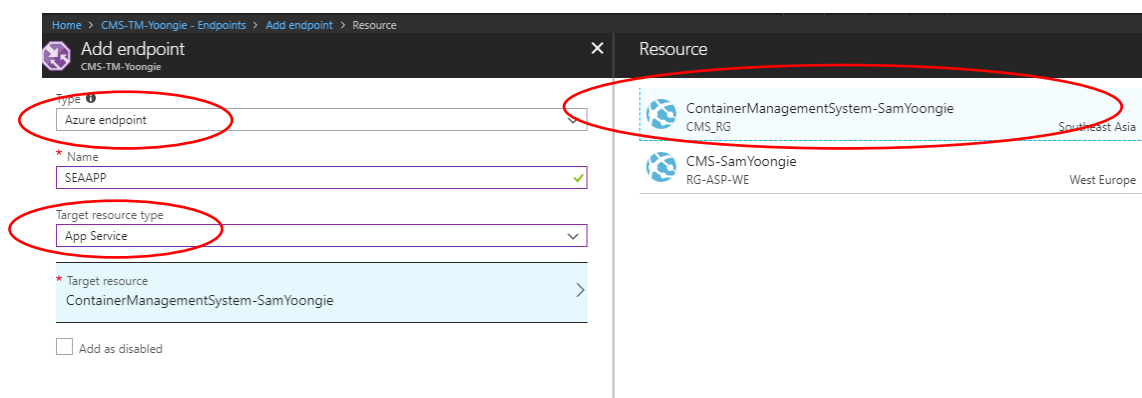 Home > CMS-TM-Yoongie - Endpoints > Add endpoint > Resource
Add endpoint
CMS-TM-Yoongie
Type
Azure endpoint
* Name
SEAAPP
Target resource type
App Service
* Target resource
ContainerManagementSystem-SamYoongie
Add as disabled
Resource
ContainerManagementSystem-SamYoongie
CMS_RG Southeast Asia
CMS-SamYoongie
RG-ASP-WE West Europe